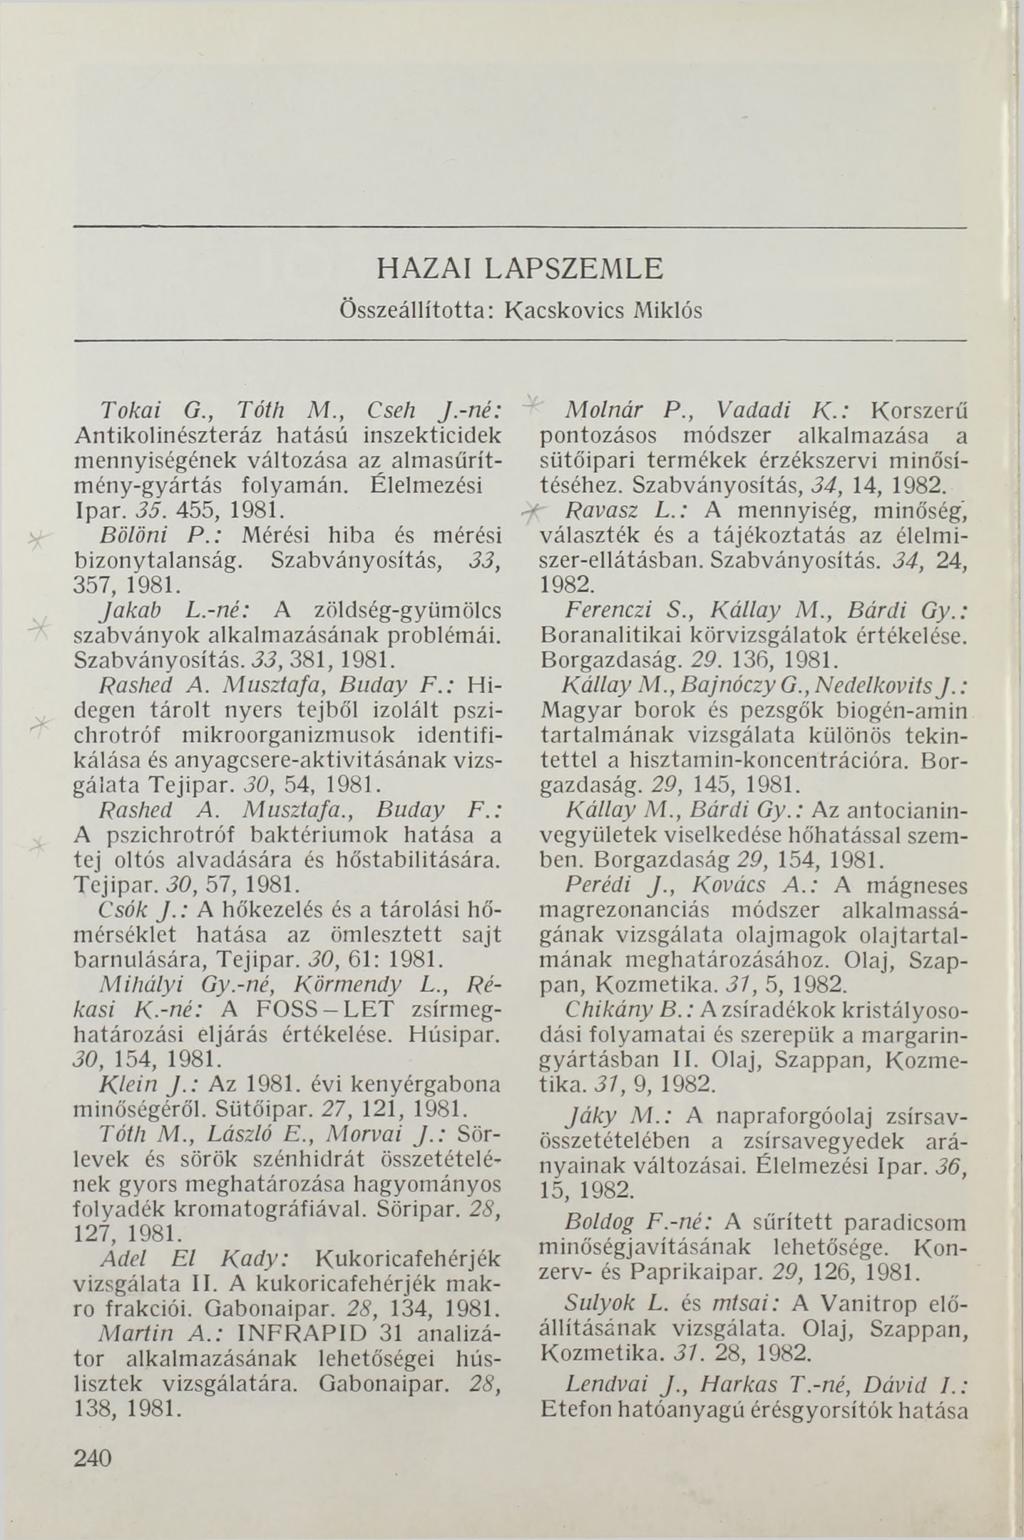 HAZAI LAPSZEMLE
Összeállította: Kacskovics Miklós
Tokai G., Tóth M., Cseh J.-né:
Antikolinészteráz hatású inszekticidek
mennyiségének változása az almasűrít-
mény-gyártás folyamán. Élelmezési
Ipar. 35. 455, 1981.
Bölöni P.: Mérési hiba és mérési
bizonytalanság. Szabványosítás, 33,
357, 1981.
Jakab L.-né: A zöldség-gyümölcs
szabványok alkalmazásának problémái.
Szabványosítás. 33, 381, 1981.
Rashed A. Musztafa, Buday F.: Hi-
degen tárolt nyers tejből izolált pszi-
chrotróf mikroorganizmusok identifi-
kálása és anyagcsere-aktivitásának vizs-
gálata Tejipar. 30, 54, 1981.
Rashed A. Musztafa., Buday F.:
A pszichrotróf baktériumok hatása a
tej oltós alvadására és hőstabilitására.
Tejipar. 30, 57, 1981.
Csók J.: A hőkezelés és a tárolási hő-
mérséklet hatása az ömlesztett sajt
barnulására, Tejipar. 30, 61: 1981.
Mihályi Gy.-né, Körmendy L., Ré-
kasi K.-né: A FOSS–LET zsírmeg-
határozási eljárás értékelése. Húsipar.
30, 154, 1981.
Klein J.: Az 1981. évi kenyérgabona
minőségéről. Sütőipar. 27, 121, 1981.
Tóth M., László E., Morvai J.: Sör-
levek és sörök szénhidrát összetételé-
nek gyors meghatározása hagyományos
folyadék kromatográfiával. Söripar. 28,
127, 1981.
Adel El Kady: Kukoricafehérjék
vizsgálata II. A kukoricafehérjék mak-
ro frakciói. Gabonaipar. 28, 134, 1981.
Martin A.: INFRAPID 31 analizá-
tor alkalmazásának lehetőségei hús-
lisztek vizsgálatára. Gabonaipar. 28,
138, 1981.
240
Molnár P., Vadadi K.: Korszerű
pontozásos módszer alkalmazása a
sütőipari termékek érzékszervi minősí-
téséhez. Szabványosítás, 34, 14, 1982.
Ravasz L.: A mennyiség, minőség,
választék és a tájékoztatás az élelmi-
szer-ellátásban. Szabványosítás. 34, 24,
1982.
Ferenczi S., Kállay M., Bárdi Gy.:
Boranalitikai körvizsgálatok értékelése.
Borgazdaság. 29. 136, 1981.
Kállay M., Bajnóczy G., Nedelkovits J.:
Magyar borok és pezsgők biogén-amin
tartalmának vizsgálata különös tekin-
tettel a hisztamin-koncentrációra. Bor-
gazdaság. 29, 145, 1981.
Kállay M., Bárdi Gy.: Az antocianin-
vegyületek viselkedése hőhatással szem-
ben. Borgazdaság 29, 154, 1981.
Perédi J., Kovács A.: A mágneses
magrezonanciás módszer alkalmassá-
gának vizsgálata olajmagok olajtartal-
mának meghatározásához. Olaj, Szap-
pan, Kozmetika. 31, 5, 1982.
Chikány B.: A zsíradékok kristályoso-
dási folyamatai és szerepük a margarin-
gyártásban II. Olaj, Szappan, Kozme-
tika. 31, 9, 1982.
Jáky M.: A napraforgóolaj zsírsav-
összetételében a zsírsavegyedek ará-
nyainak változásai. Élelmezési Ipar. 36,
15, 1982.
Boldog F.-né: A sűrített paradicsom
minőségjavításának lehetősége. Kon-
zerv- és Paprikaipar. 29, 126, 1981.
Sulyok L. és mtsai: A Vanitrop elő-
állításának vizsgálata. Olaj, Szappan,
Kozmetika. 31. 28, 1982.
Lendvai J., Harkas T.-né, Dávid I.:
Etefon hatóanyagú érésgyorsítók hatása